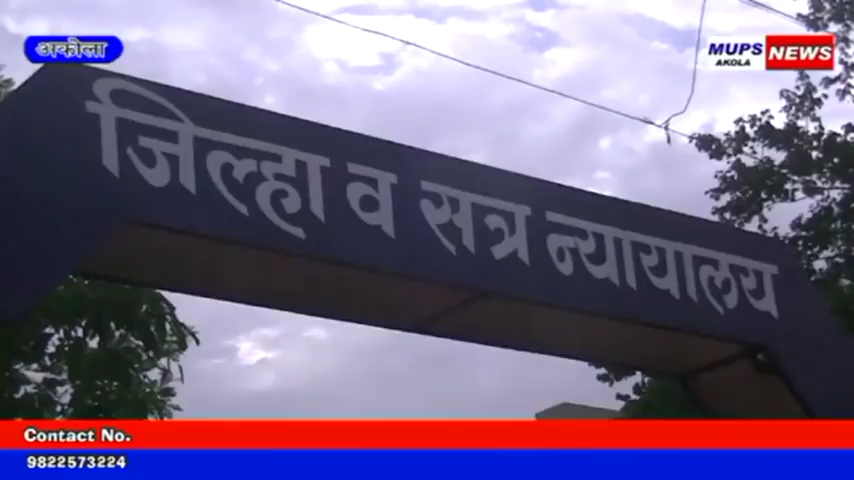 अकोला
MUPS NEWS
AKOLA
जिल्हा व सत्र न्यायालय
Contact No.
9822573224